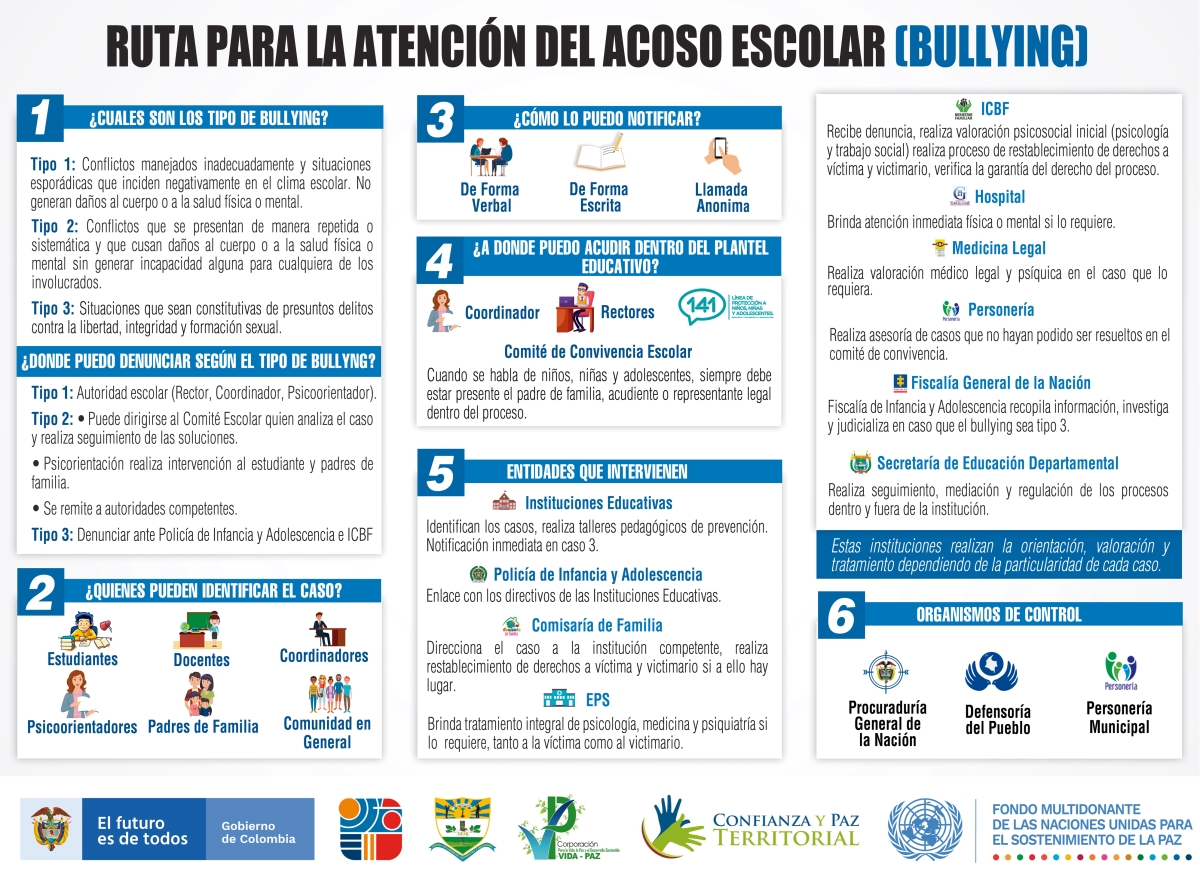 RUTA PARA LA ATENCIÓN DEL ACOSO ESCOLAR (BULLYING)
1
¿CUALES SON LOS TIPO DE BULLYING?
Tipo 1: Conflictos manejados inadecuadamente y situaciones
esporádicas que inciden negativamente en el clima escolar. No
generan daños al cuerpo o a la salud física o mental.
Tipo 2: Conflictos que se presentan de manera repetida o
sistemática y que cusan daños al cuerpo o a la salud física o
mental sin generar incapacidad alguna para cualquiera de los
involucrados.
Tipo 3: Situaciones que sean constitutivas de presuntos delitos
contra la libertad, integridad y formación sexual.
¿DONDE PUEDO DENUNCIAR SEGÚN EL TIPO DE BULLYNG?
Tipo 1: Autoridad escolar (Rector, Coordinador, Psicoorientador).
Tipo 2: • Puede dirigirse al Comité Escolar quien analiza el caso
y realiza seguimiento de las soluciones.
• Psicorientación realiza intervención al estudiante y padres de
familia.
• Se remite a autoridades competentes.
Tipo 3: Denunciar ante Policía de Infancia y Adolescencia e ICBF
2
¿QUIENES PUEDEN IDENTIFICAR EL CASO?
Estudiantes
Docentes
Coordinadores
Psicoorientadores
Padres de Familia
Comunidad en
General
3
¿CÓMO LO PUEDO NOTIFICAR?
De Forma
Verbal
De Forma
Escrita
Llamada
Anonima
4
¿A DONDE PUEDO ACUDIR DENTRO DEL PLANTEL
EDUCATIVO?
Coordinador
Rectores
141
LÍNEA DE
PROTECCIÓN A
NIÑOS, NIÑAS
Y ADOLESCENTES.
Comité de Convivencia Escolar
Cuando se habla de niños, niñas y adolescentes, siempre debe
estar presente el padre de familia, acudiente o representante legal
dentro del proceso.
5
ENTIDADES QUE INTERVIENEN
Instituciones Educativas
Identifican los casos, realiza talleres pedagógicos de prevención.
Notificación inmediata en caso 3.
Policía de Infancia y Adolescencia
Enlace con los directivos de las Instituciones Educativas.
Comisaría de Familia
Direcciona el caso a la institución competente, realiza
restablecimiento de derechos a víctima y victimario si a ello hay
lugar.
EPS
Brinda tratamiento integral de psicología, medicina y psiquiatría si
lo requiere, tanto a la víctima como al victimario.
BIENESTAR
FAMILIAR
ICBF
Recibe denuncia, realiza valoración psicosocial inicial (psicología
y trabajo social) realiza proceso de restablecimiento de derechos a
víctima y victimario, verifica la garantía del derecho del proceso.
Hospital
Brinda atención inmediata física o mental si lo requiere.
Medicina Legal
Realiza valoración médico legal y psíquica en el caso que lo
requiera.
Personería
Personería
Realiza asesoría de casos que no hayan podido ser resueltos en el
comité de convivencia.
Fiscalía General de la Nación
Fiscalía de Infancia y Adolescencia recopila información, investiga
y judicializa en caso que el bullying sea tipo 3.
Secretaría de Educación Departamental
Realiza seguimiento, mediación y regulación de los procesos
dentro y fuera de la institución.
Estas instituciones realizan la orientación, valoración y
tratamiento dependiendo de la particularidad de cada caso.
6
ORGANISMOS DE CONTROL
Personería
Procuraduría
General de
la Nación
Defensoría
del Pueblo
Personería
Municipal
El futuro
es de todos
Gobierno
de Colombia
Corporación
VIDA - PAZ
CONFIANZA Y PAZ
TERRITORIAL
FONDO MULTIDONANTE
DE LAS NACIONES UNIDAS PARA
EL SOSTENIMIENTO DE LA PAZ